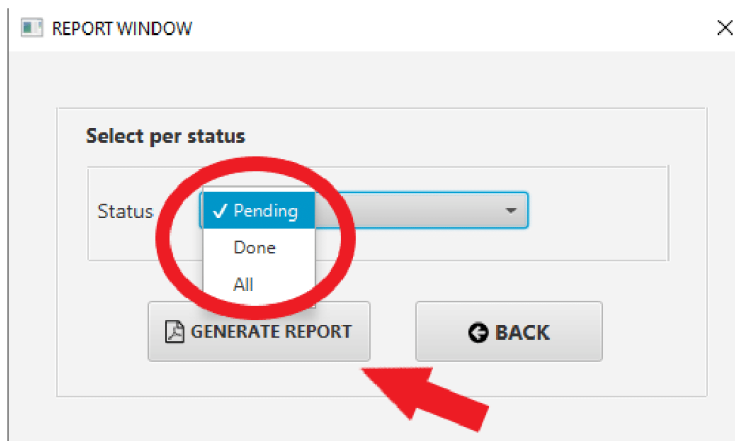 REPORT WINDOW
Select per status
Status
Pending
Done
All
GENERATE REPORT
BACK